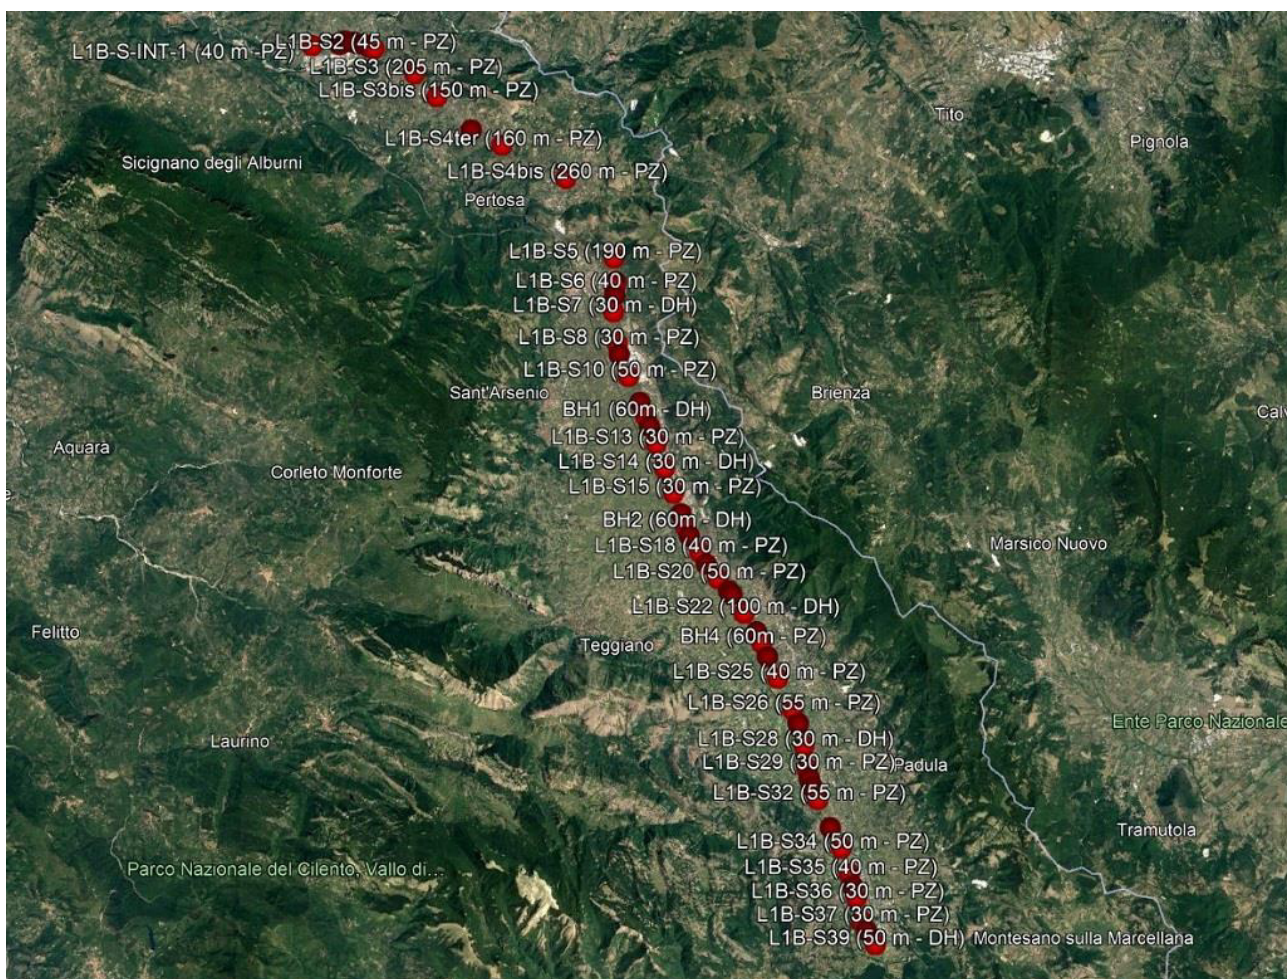 L1B-S2 (45 m - PZ)
L1B-S-INT-1 (40 m -PZ)
L1B-S3 (205 m - PZ)
L1B-S3bis (150 m - PZ)
Tito
L1B-S4ter (160 m - PZ)
Pignola
Sicignano degli Alburni
L1B-S4bis (260 m - PZ)
Pertosa
L1B-S5 (190 m - PZ)
L1B-S6 (40 m - PZ)
L1B-S7 (30 m - DH)
L1B-S8 (30 m - PZ)
L1B-S10 (50 m - PZ)
Sant'Arsenio
Brienza
BH1 (60m - DH)
Cal
L1B-S13 (30 m - PZ)
Aquara
L1B-S14 (30 m - DH)
Corleto Monforte
L1B-S15 (30 m - PZ)
e
BH2 (60m - DH)
L1B-S18 (40 m - PZ)
Marsico Nuovo
L1B-S20 (50 m - PZ)
L1B-S22 (100 m - DH)
Felitto
BH4 (60m - PZ)
Teggiano
L1B-S25 (40 m - PZ)
L1B-S26 (55 m - PZ)
Ente Parco Nazionale
L1B-S28 (30 m - DH)
Laurino
L1B-S29 (30 m - PZ)
Padula
L1B-S32 (55 m - PZ)
Tramutola
L1B-S34 (50 m - PZ)
L1B-S35 (40 m - PZ)
Parco Nazionale del Cilento, Vallo di...
L1B-S36 (30 m - PZ)
L1B-S37 (30 m - PZ)
L1B-S39 (50 m - DH)
Montesano sulla Marcellana